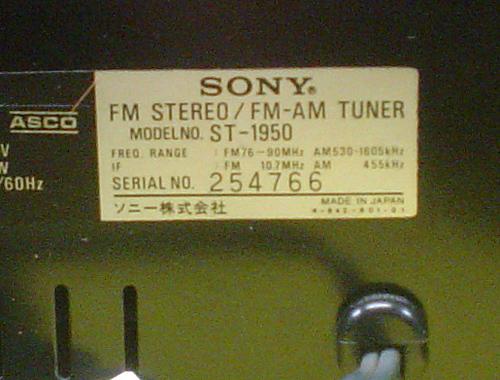 SONY®
FM STEREO/FM-AM TUNER
MODEL NO. ST-1950
FREQ. RANGE : FM76-90MHz AM530-1605kHz
IF : FM 10.7MHz AM 455kHz
SERIAL NO. 254766
ソニー株式会社
MADE IN JAPAN
ASCO
V
W
/60Hz